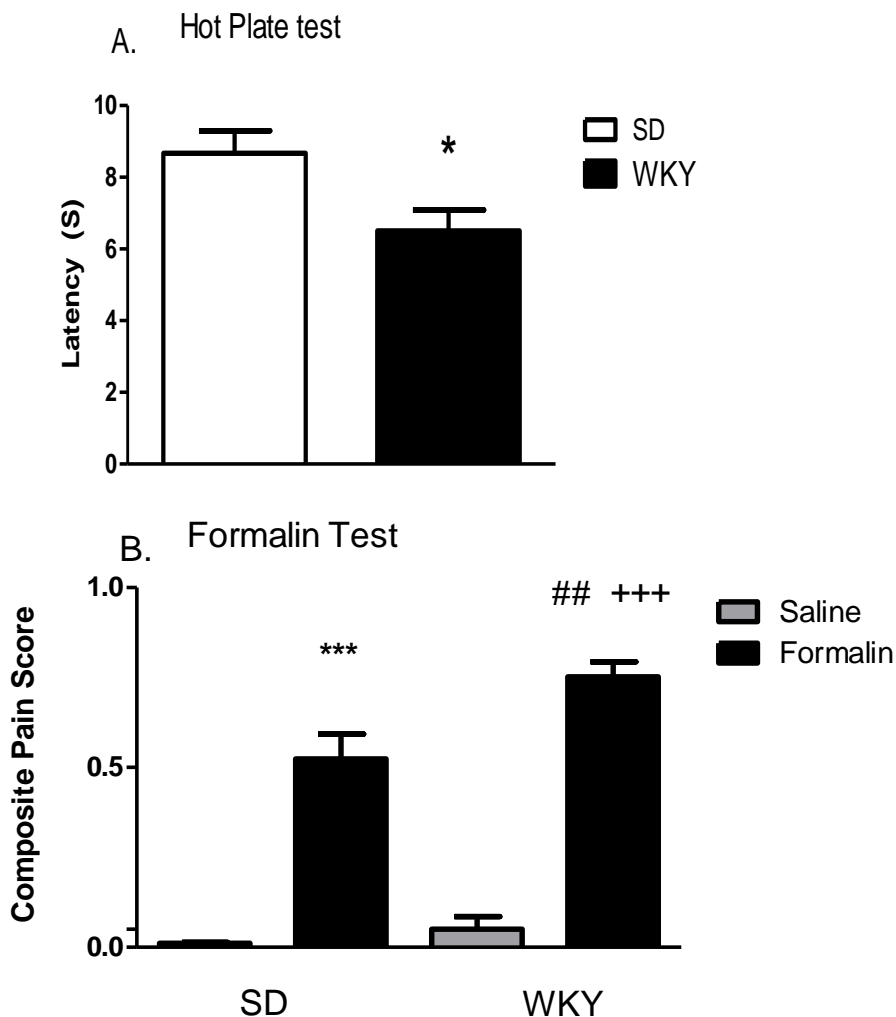 A. Hot Plate test
10
8
6
4
2
0
Latency (S)
*
SD
WKY
B. Formalin Test
1.0
0.5
0.0
Composite Pain Score
***
## +++
Saline
Formalin
SD WKY